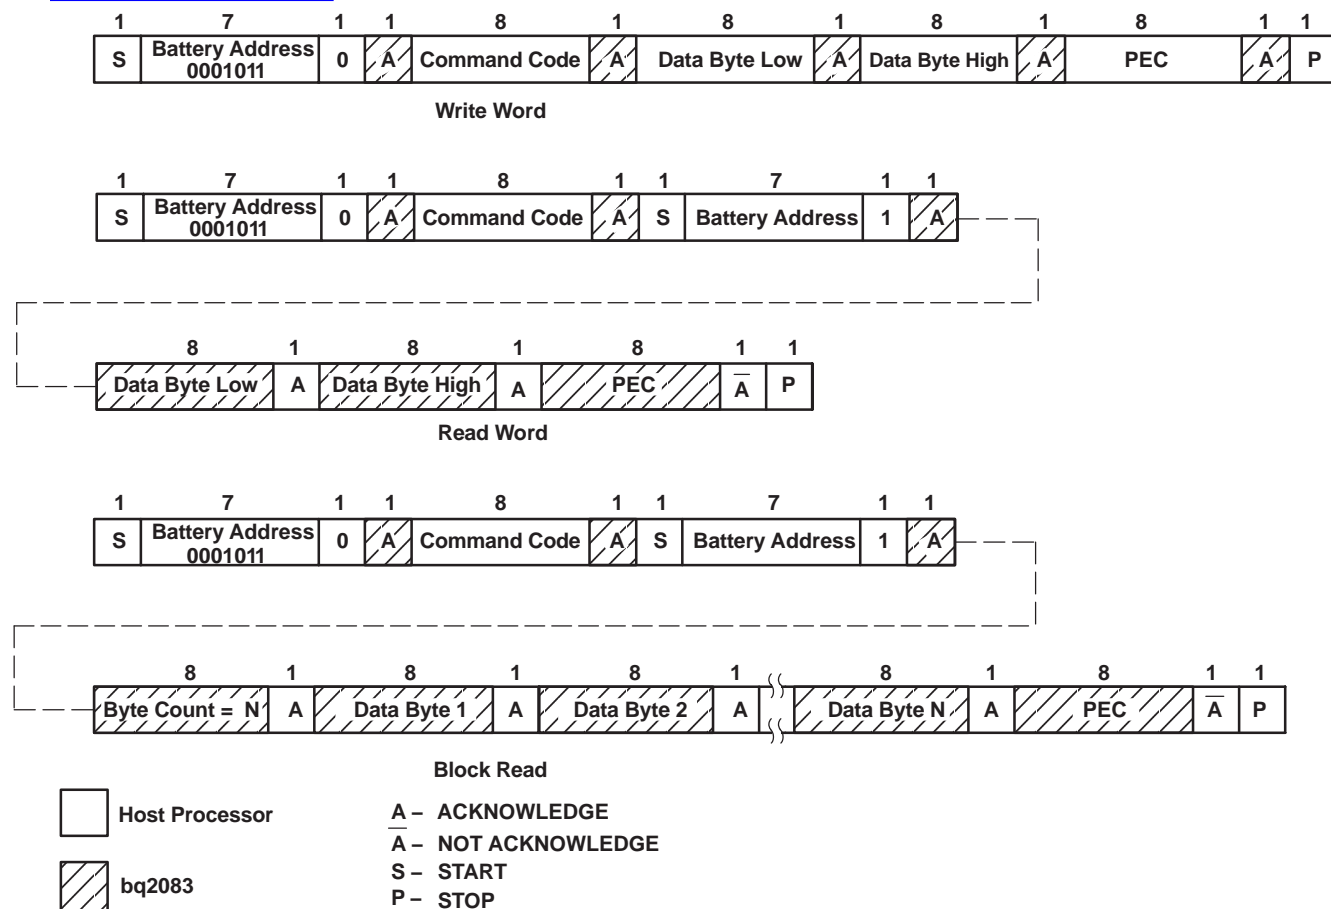 1 7 1 1 8 1 8 1 8 1 8 1 1
S Battery Address 0001011 0 A Command Code A Data Byte Low A Data Byte High A PEC A P
Write Word
1 7 1 1 8 1 1 7 1 1
S Battery Address 0001011 0 A Command Code A S Battery Address 1 A
8 1 8 1 8 1 1
Data Byte Low A Data Byte High A PEC A̅ P
Read Word
1 7 1 1 8 1 1 7 1 1
S Battery Address 0001011 0 A Command Code A S Battery Address 1 A
8 1 8 1 8 1 8 1 8 1 1
Byte Count = N A Data Byte 1 A Data Byte 2 A Data Byte N A PEC A̅ P
Block Read
Host Processor
bq2083
A – ACKNOWLEDGE
A̅ – NOT ACKNOWLEDGE
S – START
P – STOP